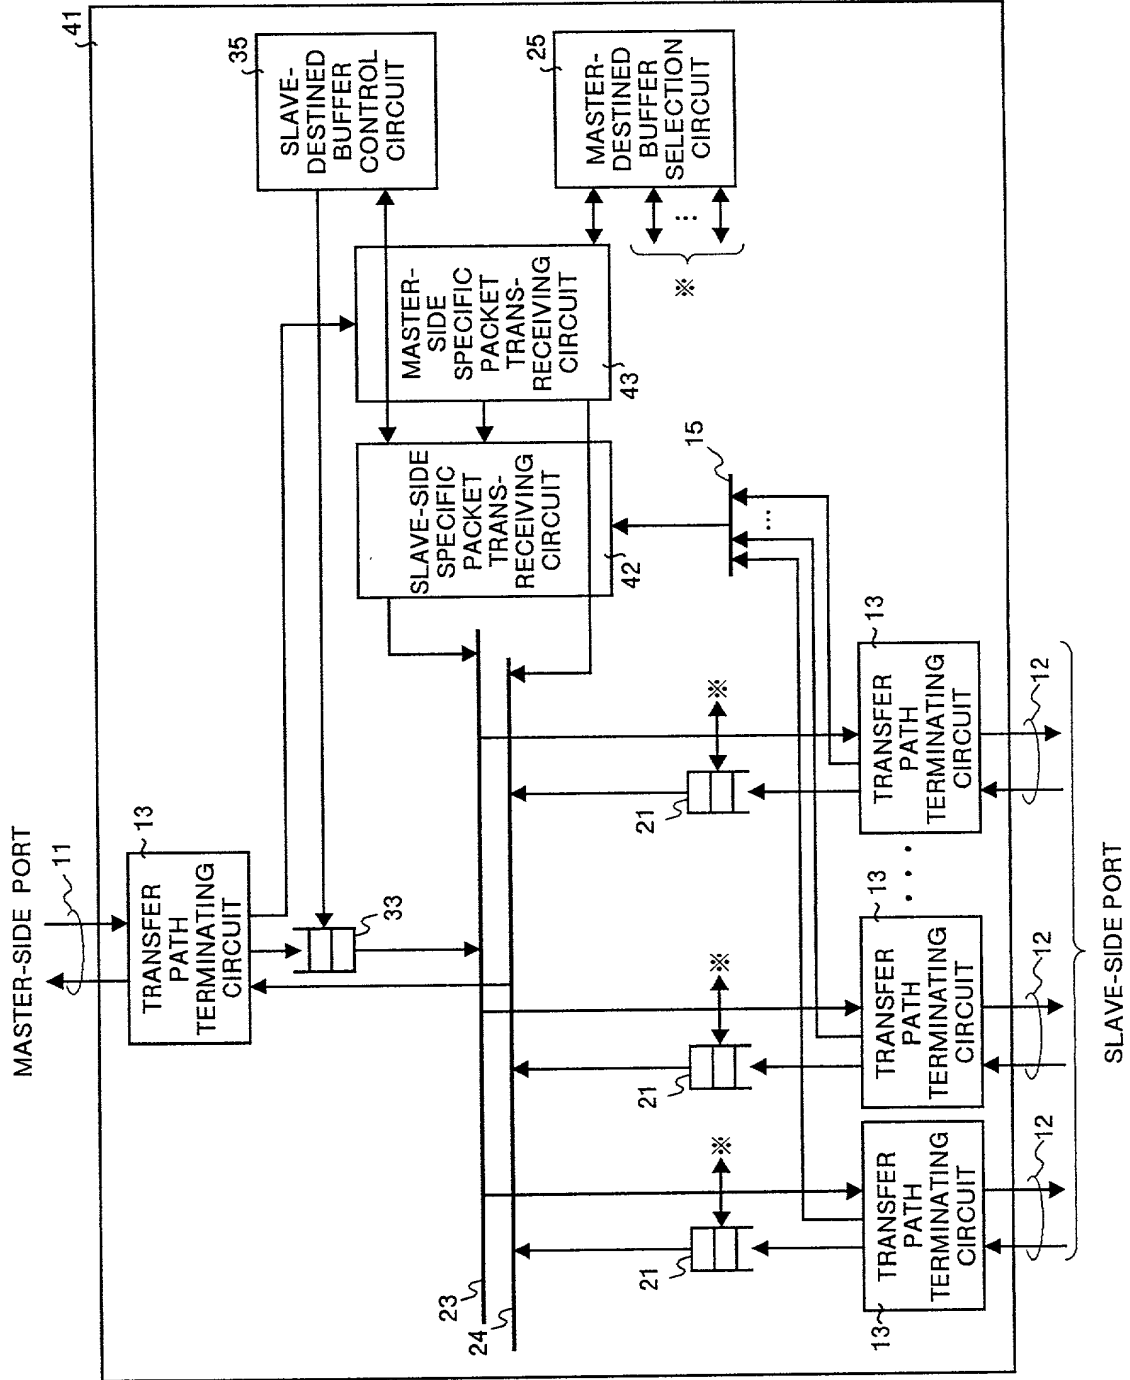 41
35
SLAVE-
DESTINED
BUFFER
CONTROL
CIRCUIT
25
MASTER-
DESTINED
BUFFER
SELECTION
CIRCUIT
...
※
MASTER-
SIDE
SPECIFIC
PACKET
TRANS-
RECEIVING
CIRCUIT
43
SLAVE-SIDE
SPECIFIC
PACKET
TRANS-
RECEIVING
CIRCUIT
42
15
...
MASTER-SIDE PORT
11
13
TRANSFER
PATH
TERMINATING
CIRCUIT
33
23
24
21
※
21
※
21
※
13
TRANSFER
PATH
TERMINATING
CIRCUIT
12
13
TRANSFER
PATH
TERMINATING
CIRCUIT
12
...
13
TRANSFER
PATH
TERMINATING
CIRCUIT
12
SLAVE-SIDE PORT